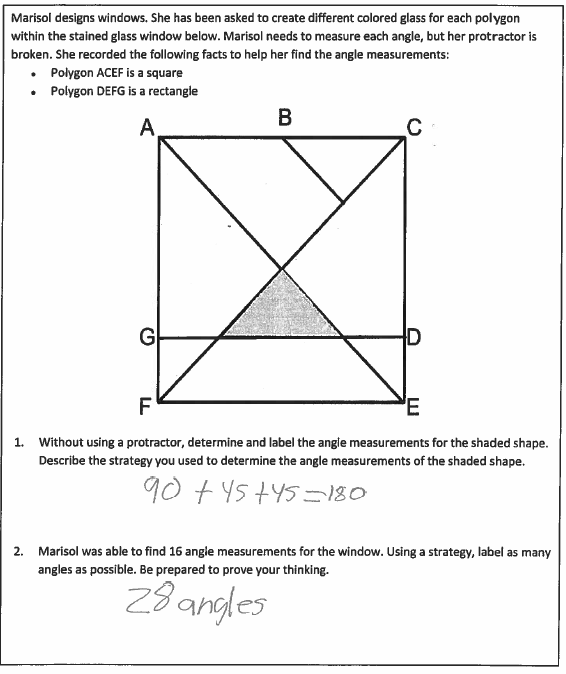 Marisol designs windows. She has been asked to create different colored glass for each polygon
within the stained glass window below. Marisol needs to measure each angle, but her protractor is
broken. She recorded the following facts to help her find the angle measurements:
• Polygon ACEF is a square
• Polygon DEFG is a rectangle
A B C
G D
F E
1. Without using a protractor, determine and label the angle measurements for the shaded shape.
Describe the strategy you used to determine the angle measurements of the shaded shape.
90 + 45 + 45 = 180
2. Marisol was able to find 16 angle measurements for the window. Using a strategy, label as many
angles as possible. Be prepared to prove your thinking.
28 angles